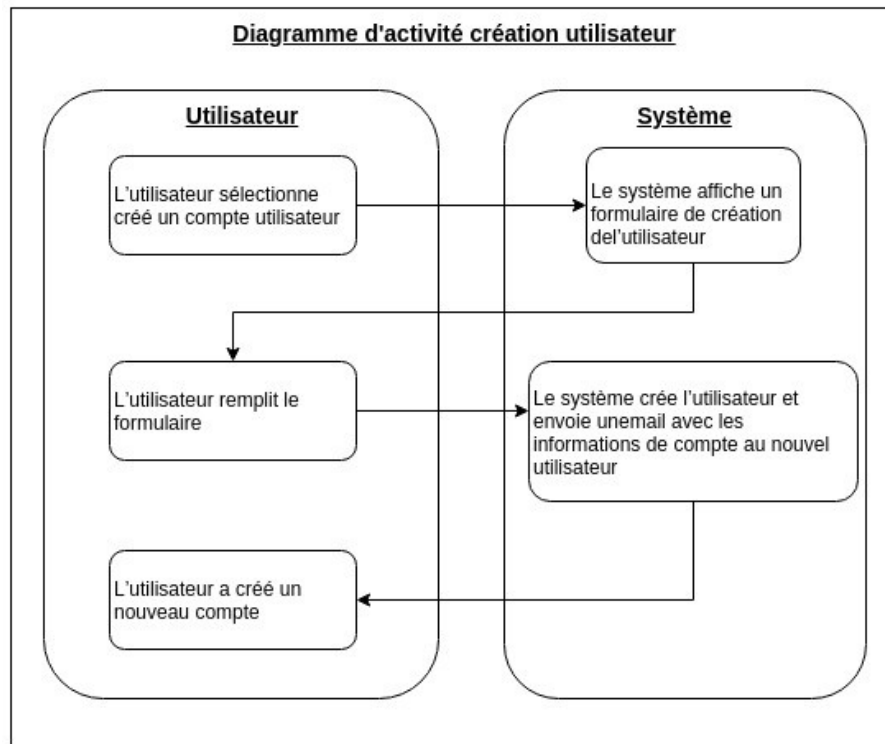 Diagramme d'activité création utilisateur
Utilisateur
Système
L'utilisateur sélectionne
créé un compte utilisateur
Le système affiche un
formulaire de création
del'utilisateur
L'utilisateur remplit le
formulaire
Le système crée l'utilisateur et
envoie unemail avec les
informations de compte au nouvel
utilisateur
L'utilisateur a créé un
nouveau compte